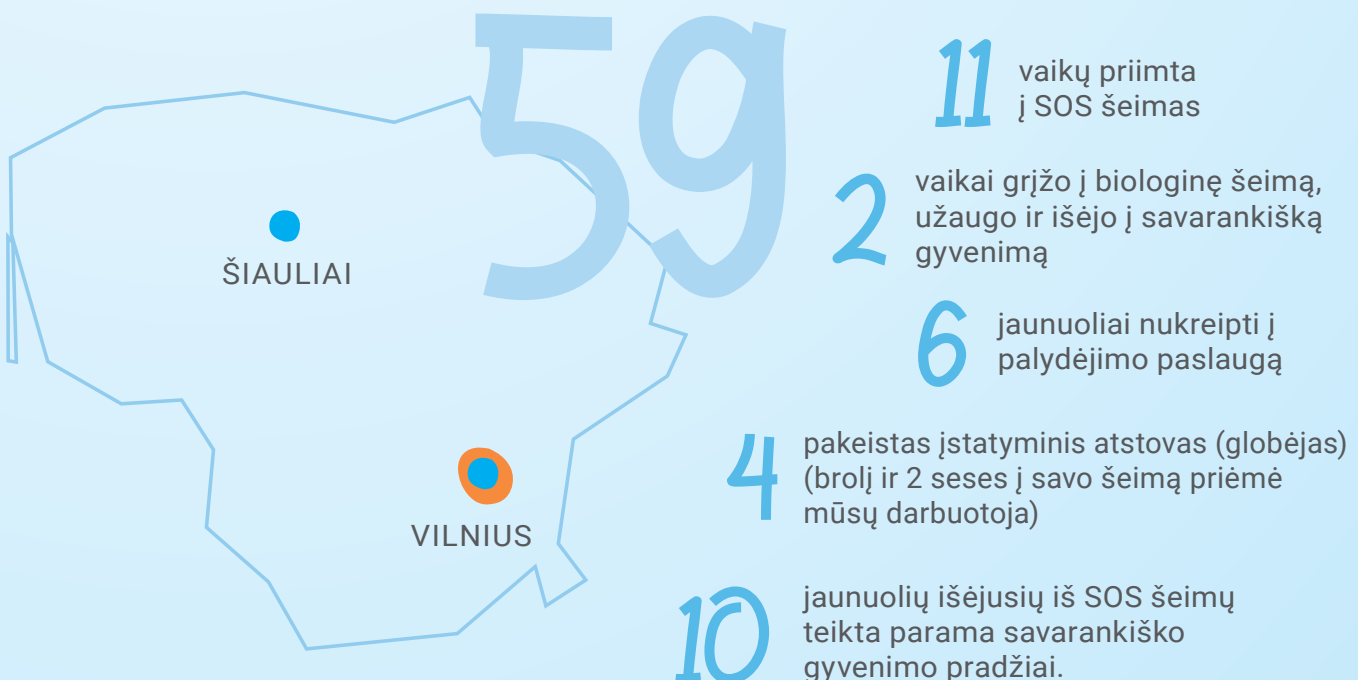 59
11
vaikų priimta
į SOS šeimas
2
vaikai grįžo į biologinę šeimą,
užaugo ir išėjo į savarankišką
gyvenimą
6
jaunuoliai nukreipti į
palydėjimo paslaugą
4
pakeistas įstatyminis atstovas (globėjas)
(brolį ir 2 seses į savo šeimą priėmė
mūsų darbuotoja)
10
jaunuolių išėjusių iš SOS šeimų
teikta parama savarankiško
gyvenimo pradžiai.
ŠIAULIAI
VILNIUS